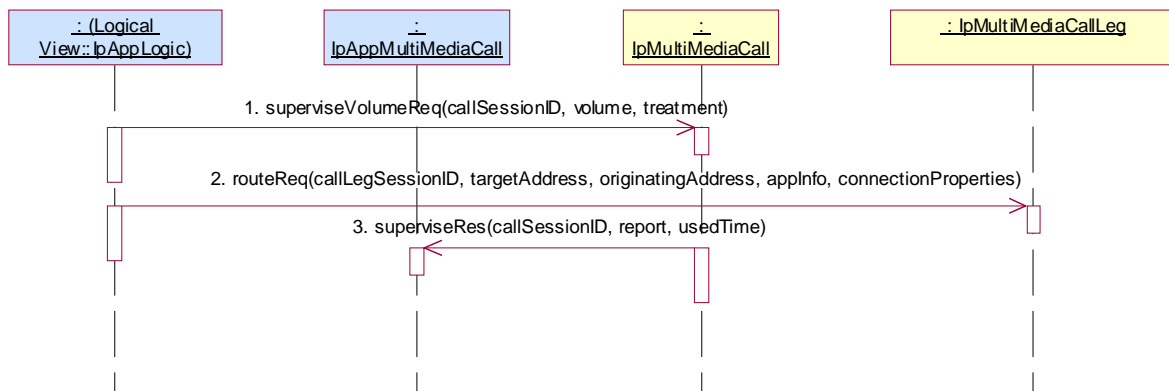 : (Logical
View::IpAppLogic)
:
IpAppMultiMediaCall
:
IpMultiMediaCall
: IpMultiMediaCallLeg
1. superviseVolumeReq(callSessionID, volume, treatment)
2. routeReq(callLegSessionID, targetAddress, originatingAddress, appInfo, connectionProperties)
3. superviseRes(callSessionID, report, usedTime)